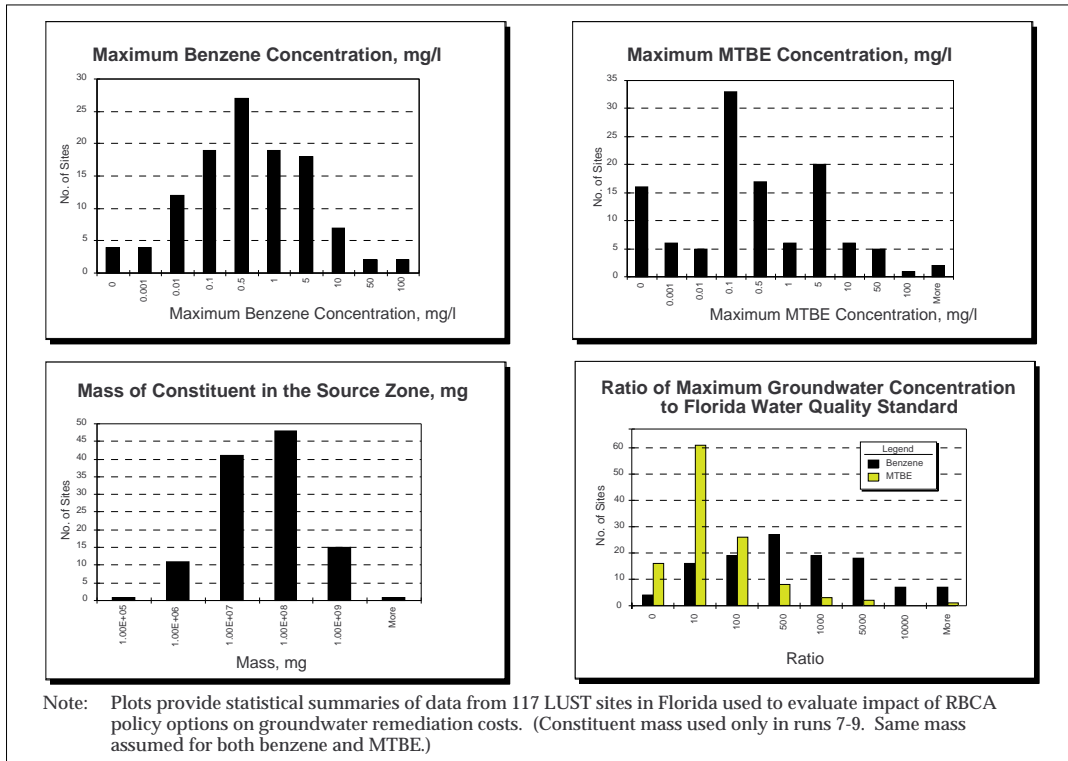 Maximum Benzene Concentration, mg/l
30
25
20
15
10
5
0
No. of Sites
0
0.001
0.01
0.1
0.5
1
5
10
50
100
Maximum Benzene Concentration, mg/l
Maximum MTBE Concentration, mg/l
35
30
25
20
15
10
5
0
No. of Sites
0
0.001
0.01
0.1
0.5
1
5
10
50
100
More
Maximum MTBE Concentration, mg/l
Mass of Constituent in the Source Zone, mg
50
45
40
35
30
25
20
15
10
5
0
No. of Sites
1.00E+05
1.00E+06
1.00E+07
1.00E+08
1.00E+09
More
Mass, mg
Ratio of Maximum Groundwater Concentration
to Florida Water Quality Standard
60
50
40
30
20
10
0
No. of Sites
Legend
Benzene
MTBE
0
10
100
500
1000
5000
10000
More
Ratio
Note: Plots provide statistical summaries of data from 117 LUST sites in Florida used to evaluate impact of RBCA
policy options on groundwater remediation costs. (Constituent mass used only in runs 7-9. Same mass
assumed for both benzene and MTBE.)